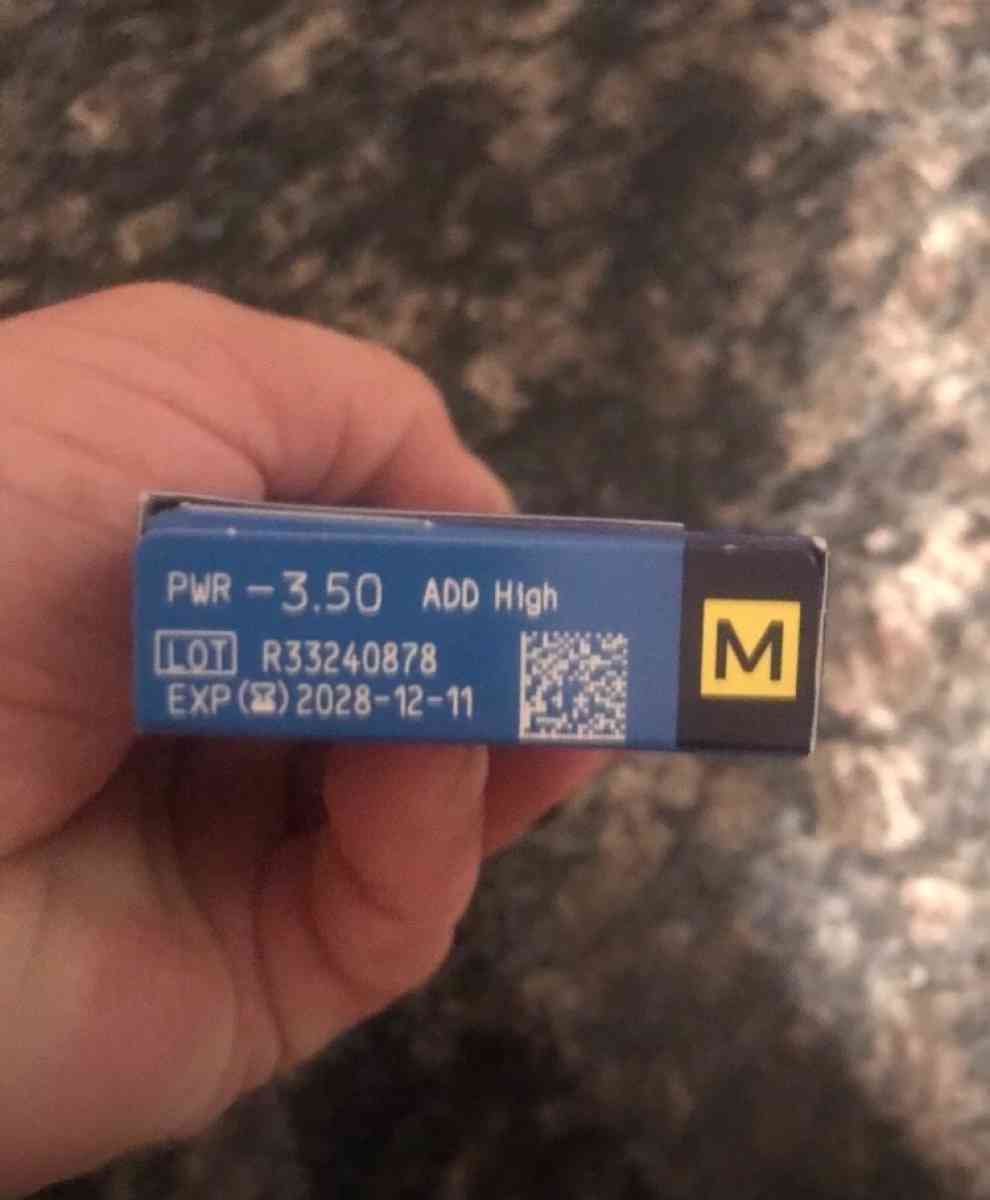 PWR -3.50 ADD High
LOT R33240878
EXP 2028-12-11
M